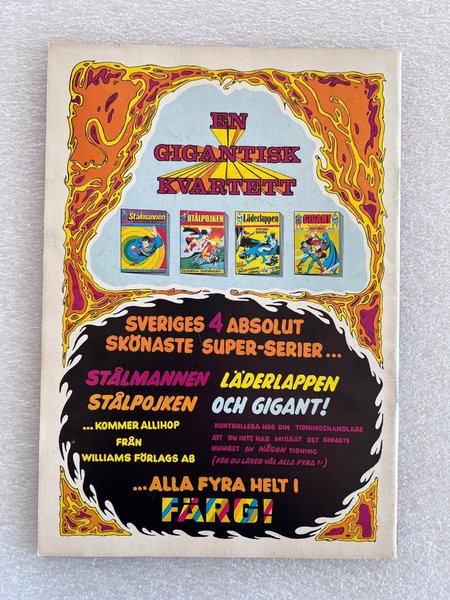 EN
GIGANTISK
KVARTETT
Stålmannen
STÅLPOJKEN
Läderlappen
GIGANT
SVERIGES 4 ABSOLUT
SKÖNASTE SUPER-SERIER...
STÅLMANNEN LÄDERLAPPEN
STÅLPOJKEN OCH GIGANT!
...KOMMER ALLIHOP
FRÅN
WILLIAMS FÖRLAGS AB
KONTROLLERA HOS DIN TIDNINGSHANDLARE
ATT DU INTE HAR MISSAT DET SENASTE
NUMRET AV NÅGON TIDNING
(FÖR DU LÄSER VÄL ALLA FYRA?!)
...ALLA FYRA HELT I
FÄRG!